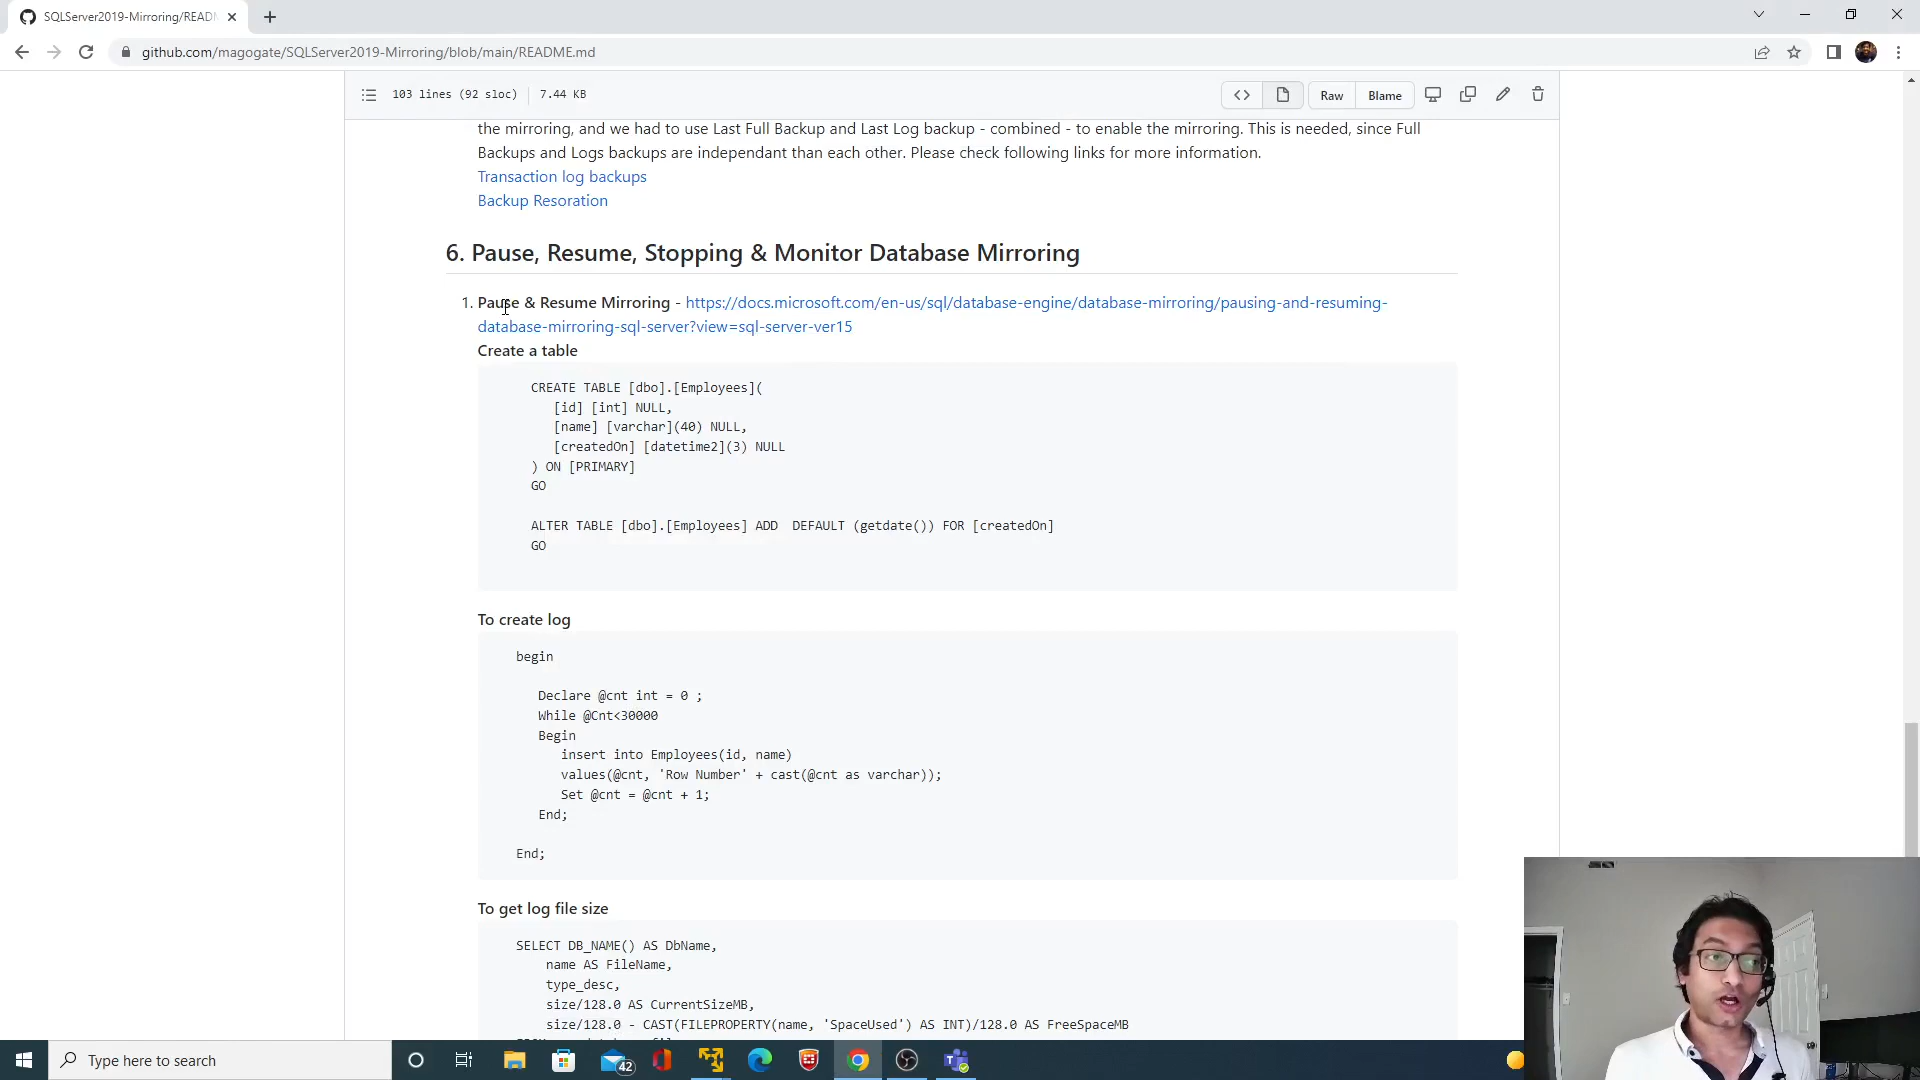 SQLServer2019-Mirroring/READM
github.com/magogate/SQLServer2019-Mirroring/blob/main/README.md
103 lines (92 sloc) 7.44 KB
Raw Blame
the mirroring, and we had to use Last Full Backup and Last Log backup - combined - to enable the mirroring. This is needed, since Full
Backups and Logs backups are independant than each other. Please check following links for more information.
Transaction log backups
Backup Resoration
6. Pause, Resume, Stopping & Monitor Database Mirroring
1. Pause & Resume Mirroring - https://docs.microsoft.com/en-us/sql/database-engine/database-mirroring/pausing-and-resuming-
database-mirroring-sql-server?view=sql-server-ver15
Create a table
CREATE TABLE [dbo].[Employees](
[id] [int] NULL,
[name] [varchar](40) NULL,
[createdOn] [datetime2](3) NULL
) ON [PRIMARY]
GO
ALTER TABLE [dbo].[Employees] ADD  DEFAULT (getdate()) FOR [createdOn]
GO
To create log
begin
Declare @cnt int = 0 ;
While @Cnt<30000
Begin
insert into Employees(id, name)
values(@cnt, 'Row Number' + cast(@cnt as varchar));
Set @cnt = @cnt + 1;
End;
End;
To get log file size
SELECT DB_NAME() AS DbName,
name AS FileName,
type_desc,
size/128.0 AS CurrentSizeMB,
size/128.0 - CAST(FILEPROPERTY(name, 'SpaceUsed') AS INT)/128.0 AS FreeSpaceMB
Type here to search
42